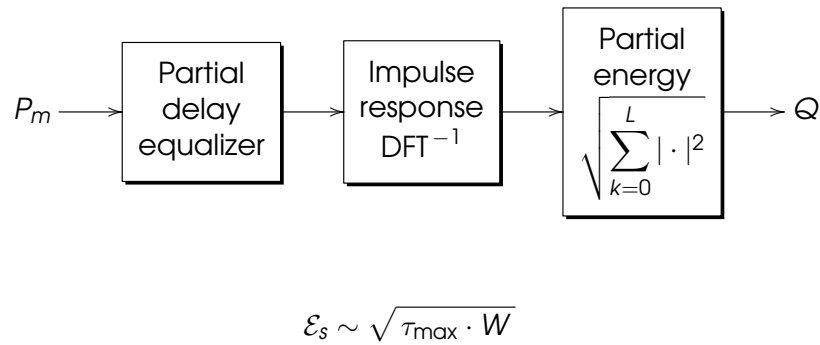 P_m
Partial
delay
equalizer
Impulse
response
DFT^{-1}
Partial
energy
\sqrt{\sum_{k=0}^{L} |\cdot|^2}
Q
\mathcal{E}_s \sim \sqrt{\tau_{max} \cdot W}